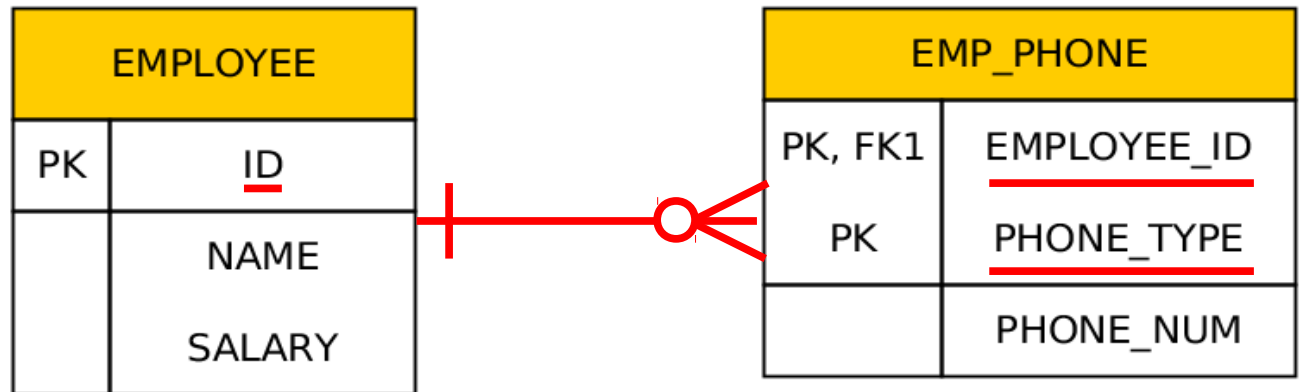 EMPLOYEE
PK ID
NAME
SALARY
EMP_PHONE
PK, FK1 EMPLOYEE_ID
PK PHONE_TYPE
PHONE_NUM